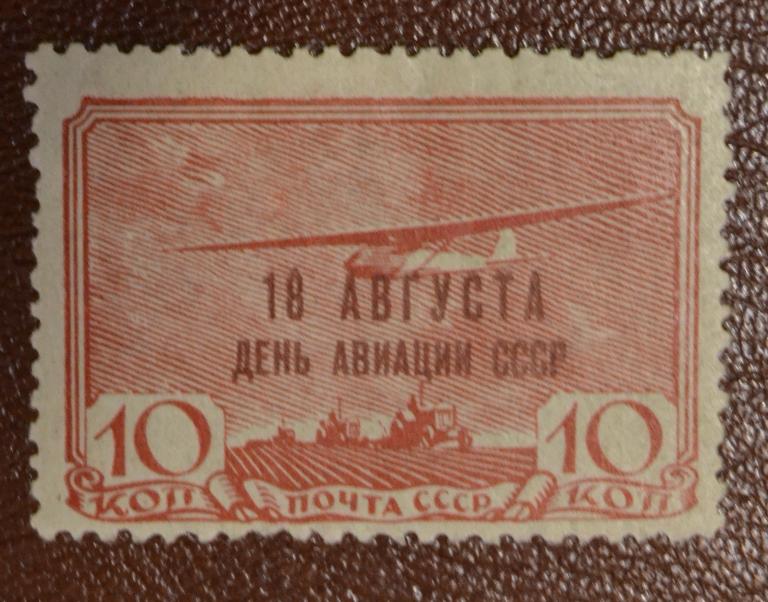 18 АВГУСТА
ДЕНЬ АВИАЦИИ СССР
10 10
КОП ПОЧТА СССР КОП